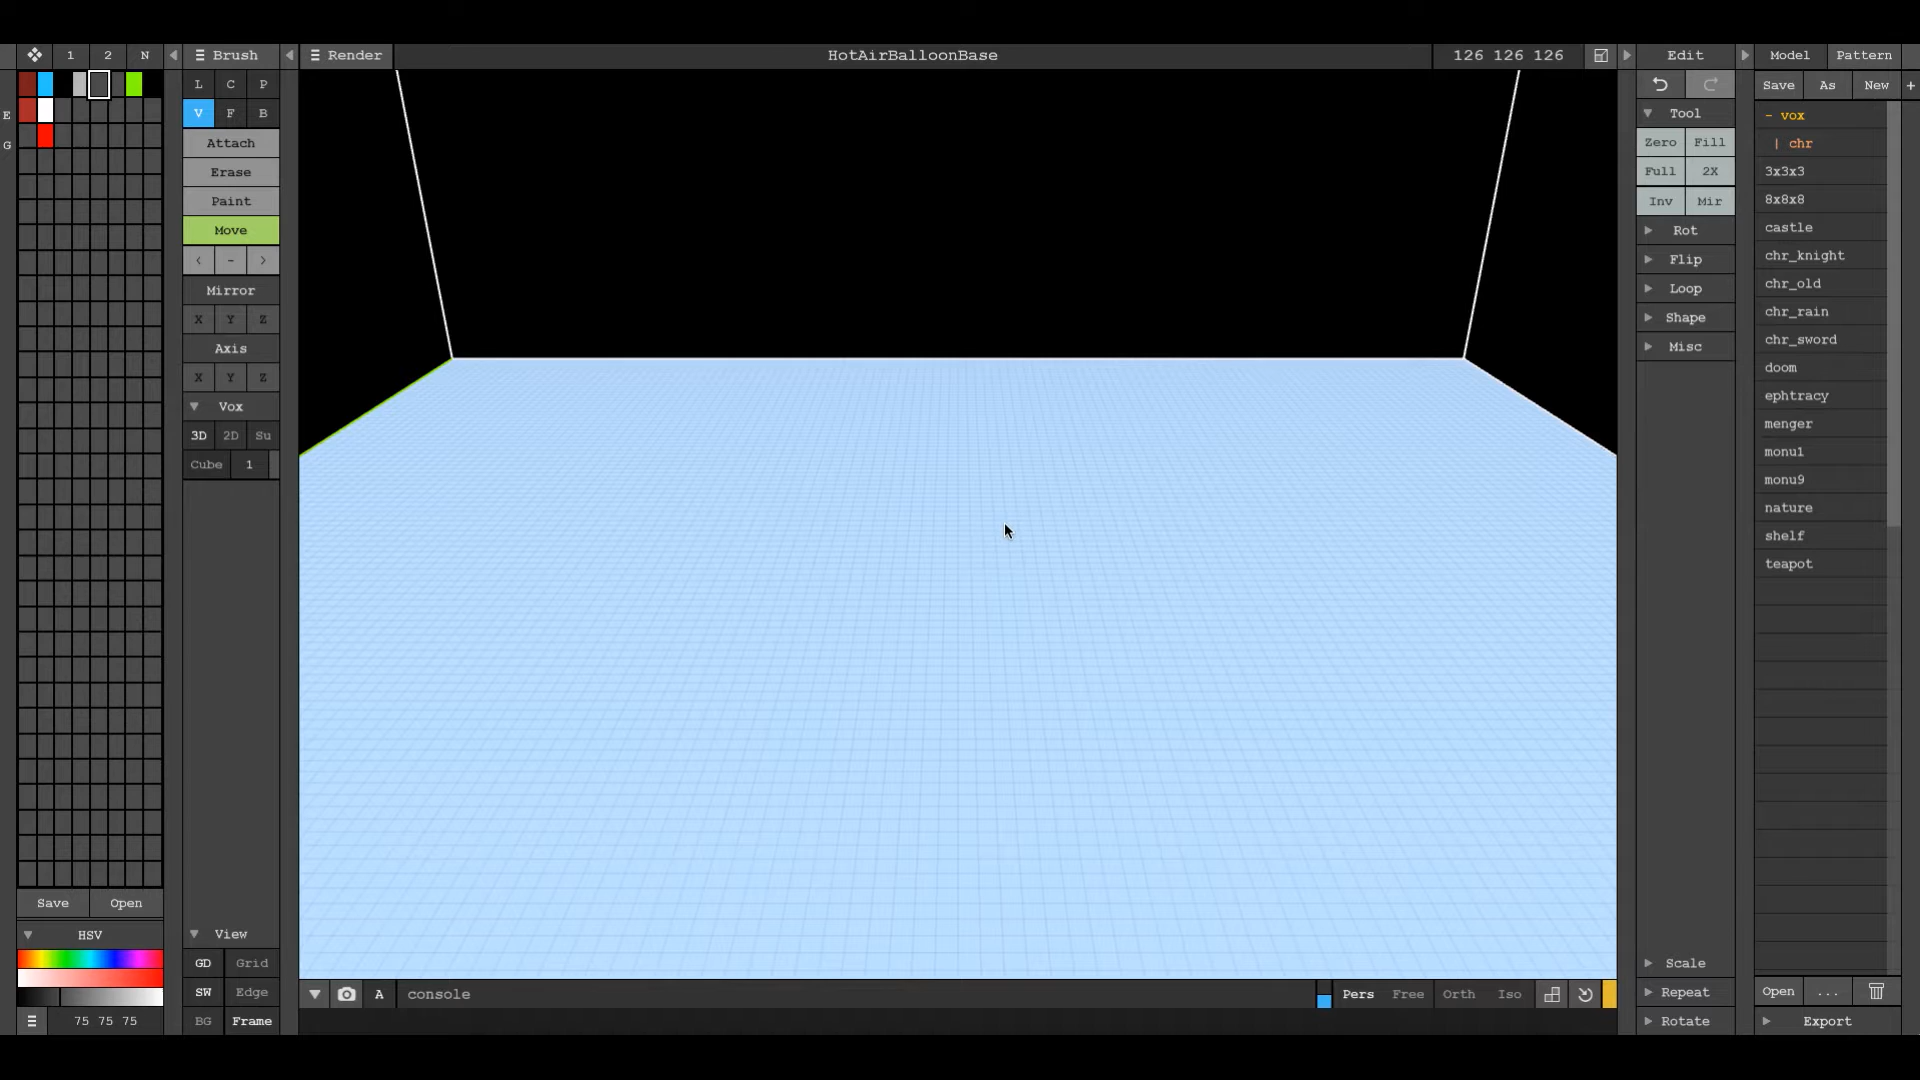 1 2 N Brush Render HotAirBalloonBase 126 126 126 Edit Model Pattern
L C P Save As New +
V F B Tool - vox
E
G
Attach Zero Fill | chr
Erase Full 2X 3x3x3
Paint Inv Mir 8x8x8
Move Rot castle
< - > Flip chr_knight
Mirror Loop chr_old
X Y Z Shape chr_rain
Axis Misc chr_sword
X Y Z doom
Vox ephtracy
3D 2D Su menger
Cube 1 monu1
monu9
nature
shelf
teapot
Save Open
HSV View
GD Grid Scale
SW Edge A console Pers Free Orth Iso Repeat Open ...
75 75 75 BG Frame Rotate Export